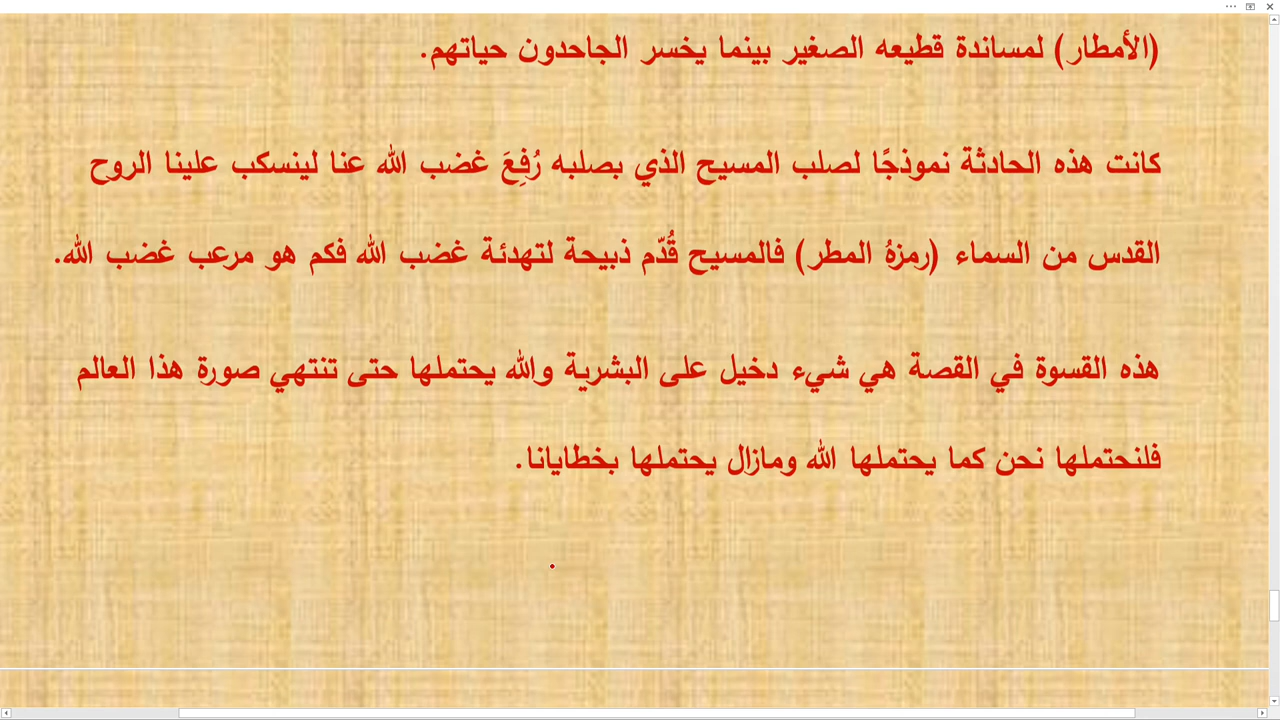 (الأمطار) لمساندة قطيعه الصغير بينما يخسر الجاحدون حياتهم.
كانت هذه الحادثة نموذجًا لصلب المسيح الذي بصلبه رُفِعَ غضب الله عنا لينسكب علينا الروح
القدس من السماء (رمزهُ المطر) فالمسيح قُدّم ذبيحة لتهدئة غضب الله فكم هو مرعب غضب الله.
هذه القسوة في القصة هي شيء دخيل على البشرية والله يحتملها حتى تنتهي صورة هذا العالم
فلنحتملها نحن كما يحتملها الله ومازال يحتملها بخطايانا.